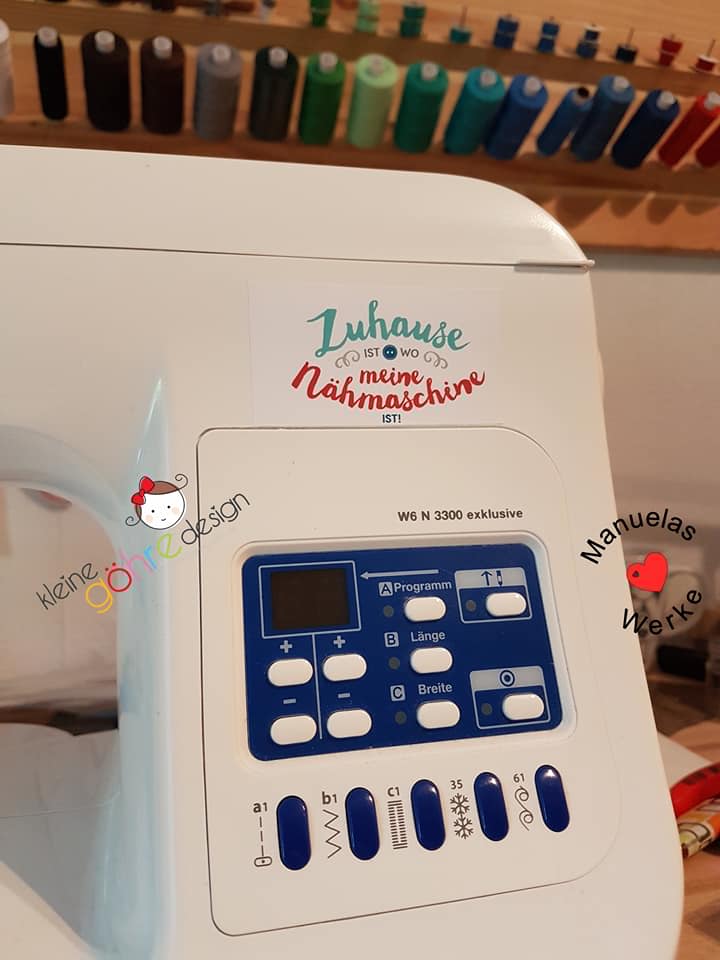 Zuhause
IST WO
meine
Nähmaschine
IST!
kleine
göhre design
Manuelas
Werke
W6 N 3300 exklusive
A Programm
B Länge
C Breite
+ +
- -
a1 b1 c1 35 61